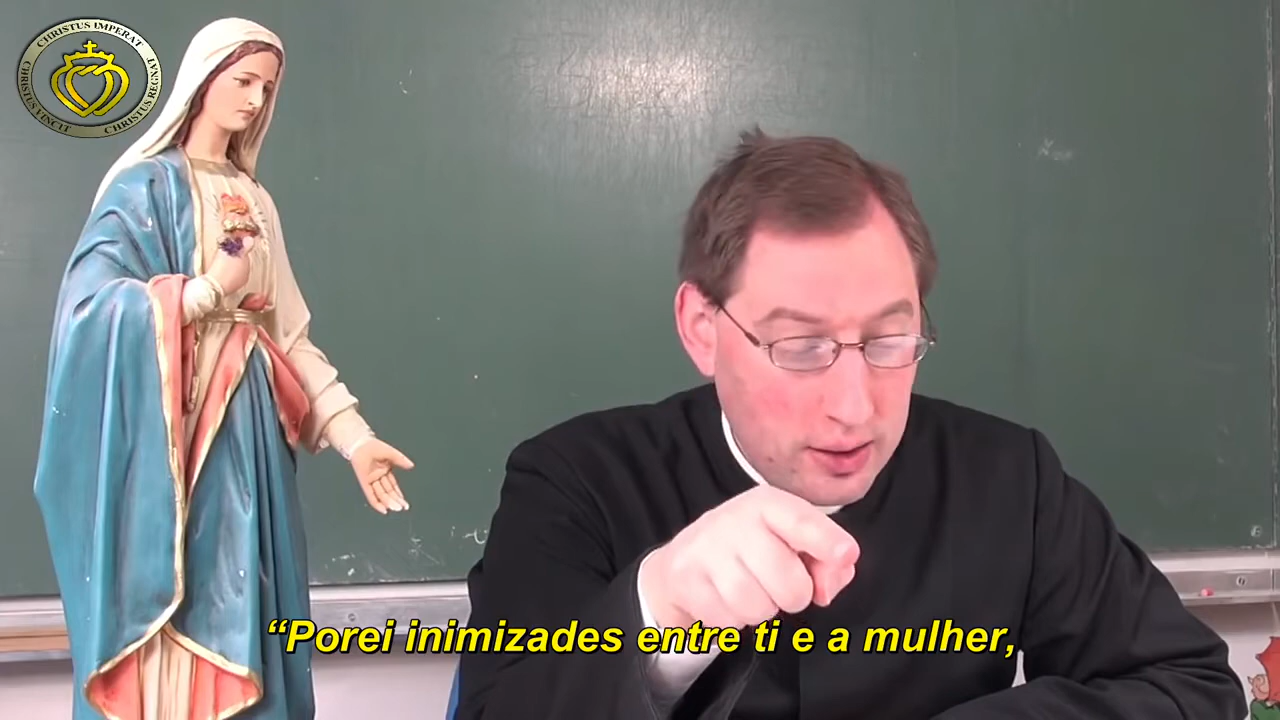 CHRISTUS IMPERAT
CHRISTUS REGNAT
CHRISTUS VINCIT
“Porei inimizades entre ti e a mulher,